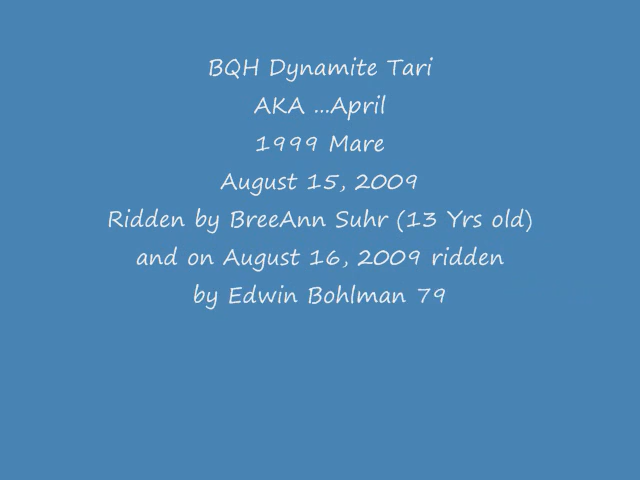 BQH Dynamite Tari
AKA ...April
1999 Mare
August 15, 2009
Ridden by BreeAnn Suhr (13 Yrs old)
and on August 16, 2009 ridden
by Edwin Bohlman 79